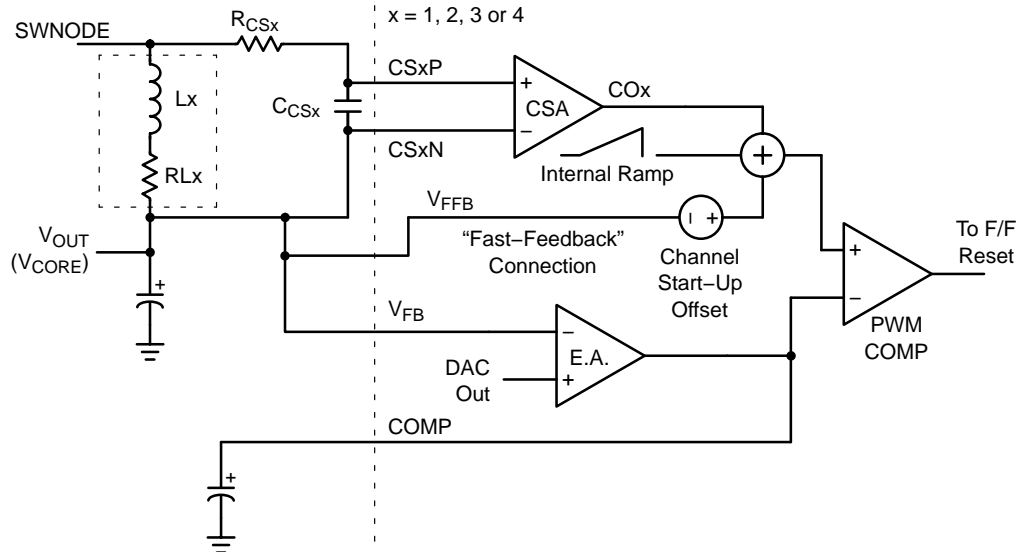 x = 1, 2, 3 or 4
SWNODE
RCSx
CSxP
Lx
CCSx
+
CSA
−
COx
CSxN
Internal Ramp
+
RLx
VFFB
− +
VOUT
(VCORE)
“Fast−Feedback”
Connection
Channel
Start−Up
Offset
+
−
To F/F
Reset
PWM
COMP
+
VFB
−
E.A.
+
DAC
Out
COMP
+